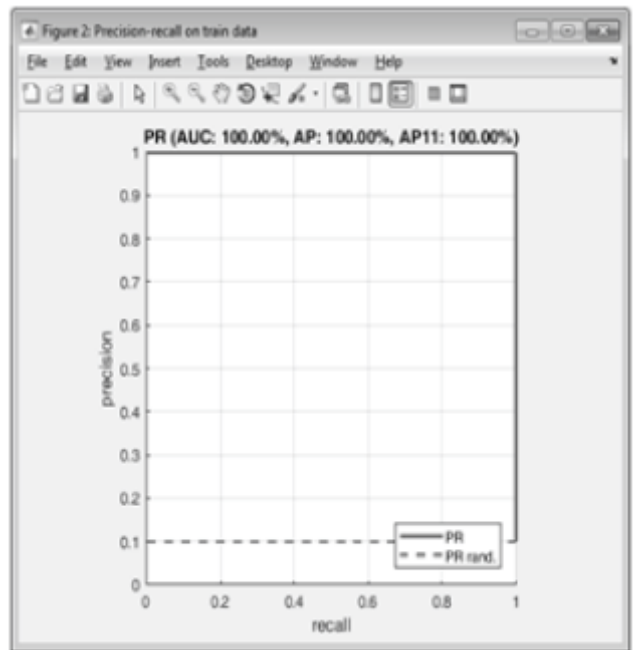 Figure 2: Precision-recall on train data
File Edit View Insert Tools Desktop Window Help
PR (AUC: 100.00%, AP: 100.00%, AP11: 100.00%)
1
0.9
0.8
0.7
0.6
0.5
0.4
0.3
0.2
0.1
0
precision
PR
PR rand.
0 0.2 0.4 0.6 0.8 1
recall